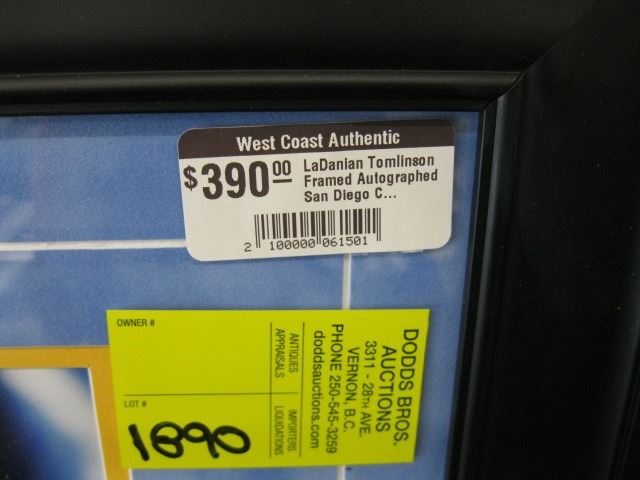 West Coast Authentic
$390.00
LaDanian Tomlinson
Framed Autographed
San Diego C...
2 100000 061501
OWNER #
LOT #
1890
ANTIQUES
APPRAISALS
IMPORTERS
LIQUIDATIONS
DODDS BROS.
AUCTIONS
3311 - 28TH AVE.
VERNON, B.C.
PHONE 250-545-3259
doddsauctions.com